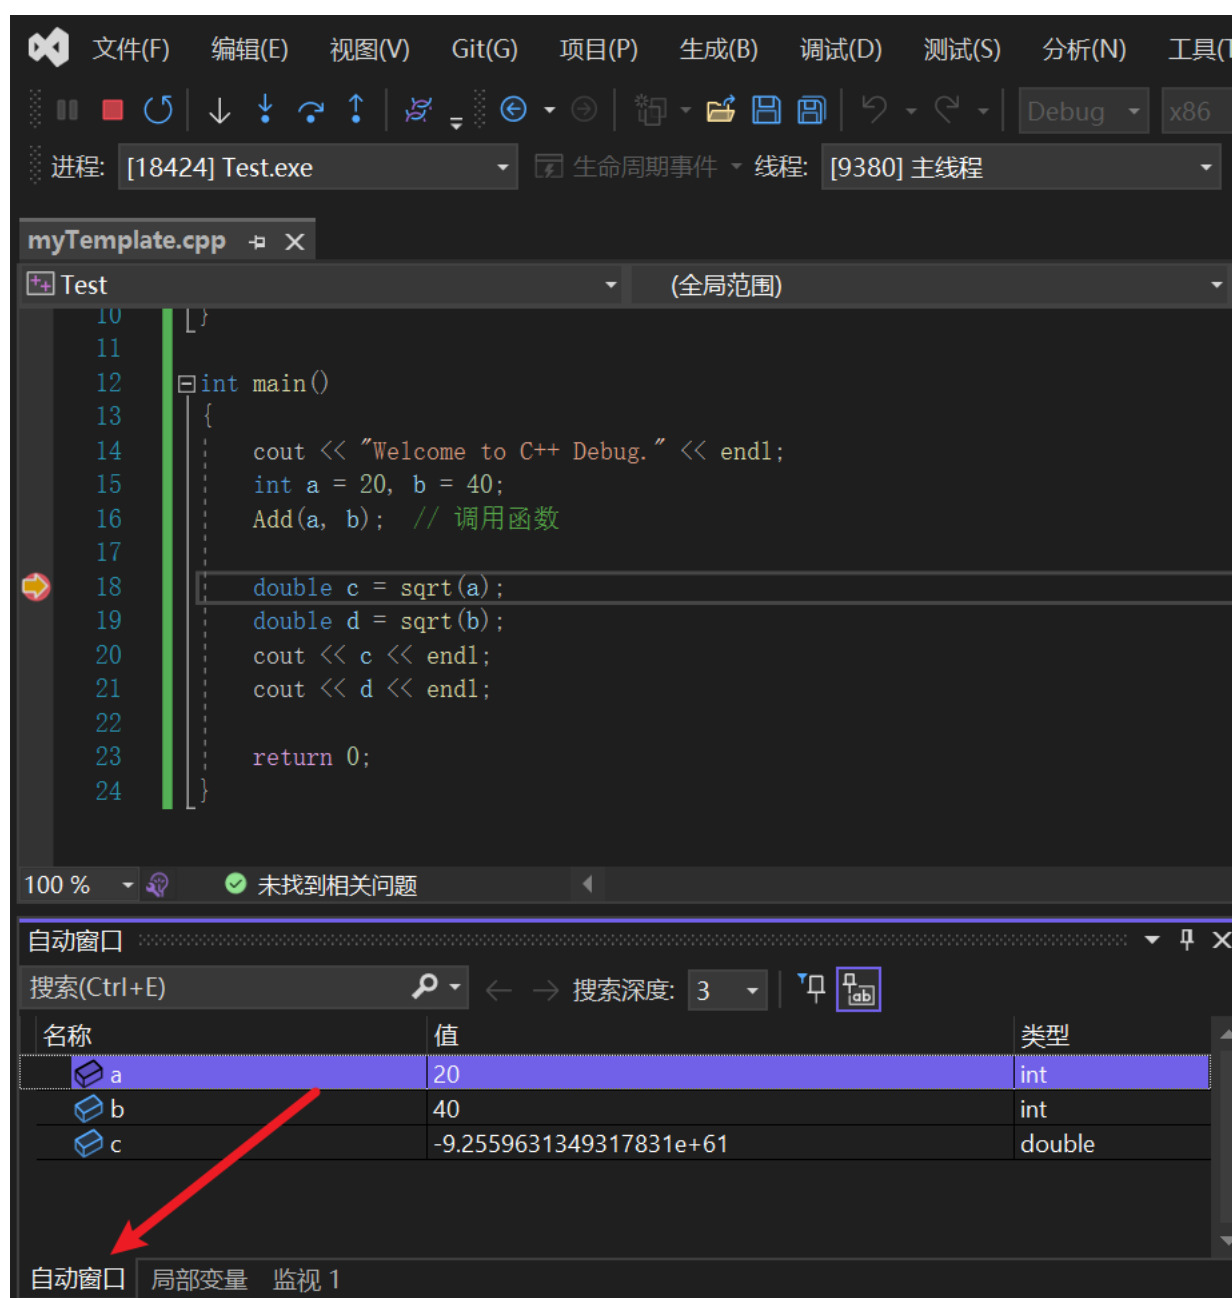 文件(F) 编辑(E) 视图(V) Git(G) 项目(P) 生成(B) 调试(D) 测试(S) 分析(N) 工具(T
Debug x86
进程: [18424] Test.exe 生命周期事件 线程: [9380] 主线程
myTemplate.cpp
Test (全局范围)
10 }
11
12 int main()
13 {
14 cout << "Welcome to C++ Debug." << endl;
15 int a = 20, b = 40;
16 Add(a, b); // 调用函数
17
18 double c = sqrt(a);
19 double d = sqrt(b);
20 cout << c << endl;
21 cout << d << endl;
22
23 return 0;
24 }
100 % 未找到相关问题
自动窗口
搜索(Ctrl+E) 搜索深度: 3
名称 值 类型
a 20 int
b 40 int
c -9.2559631349317831e+61 double
自动窗口 局部变量 监视 1